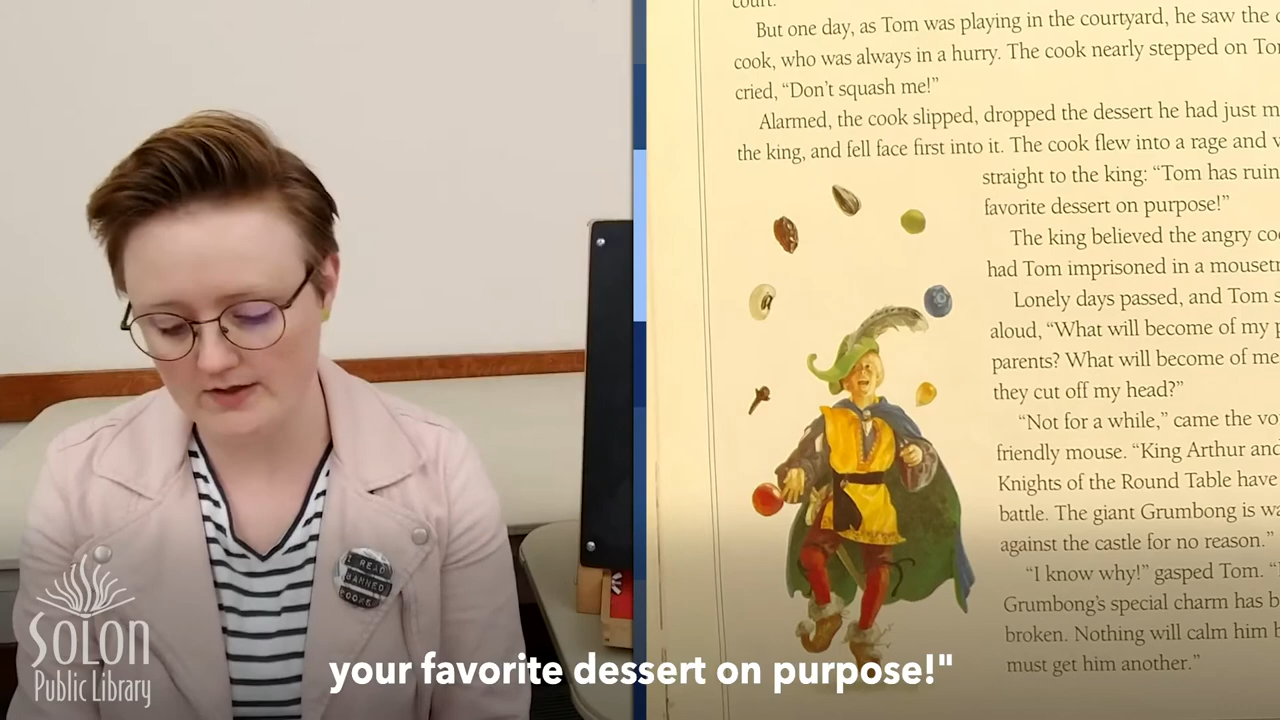 court.
But one day, as Tom was playing in the courtyard, he saw the
cook, who was always in a hurry. The cook nearly stepped on
cried, "Don't squash me!"
Alarmed, the cook slipped, dropped the dessert he had just
the king, and fell face first into it. The cook flew into a rage and
straight to the king: "Tom has
favorite dessert on purpose!"
The king believed the angry
had Tom imprisoned in a
Lonely days passed, and Tom
aloud, "What will become of my
parents? What will become of me
they cut off my head?"
"Not for a while," came the
friendly mouse. "King Arthur and
Knights of the Round Table have
battle. The giant Grumbong is
against the castle for no reason."
"I know why!" gasped Tom.
Grumbong's special charm has
broken. Nothing will calm him
must get him another."
I READ
BANNED
BOOKS
SOLON
Public Library
your favorite dessert on purpose!"